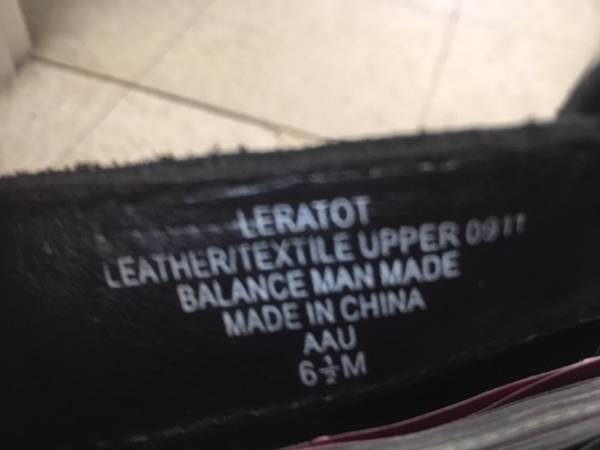 LERATOT
LEATHER/TEXTILE UPPER 0911
BALANCE MAN MADE
MADE IN CHINA
AAU
6½M